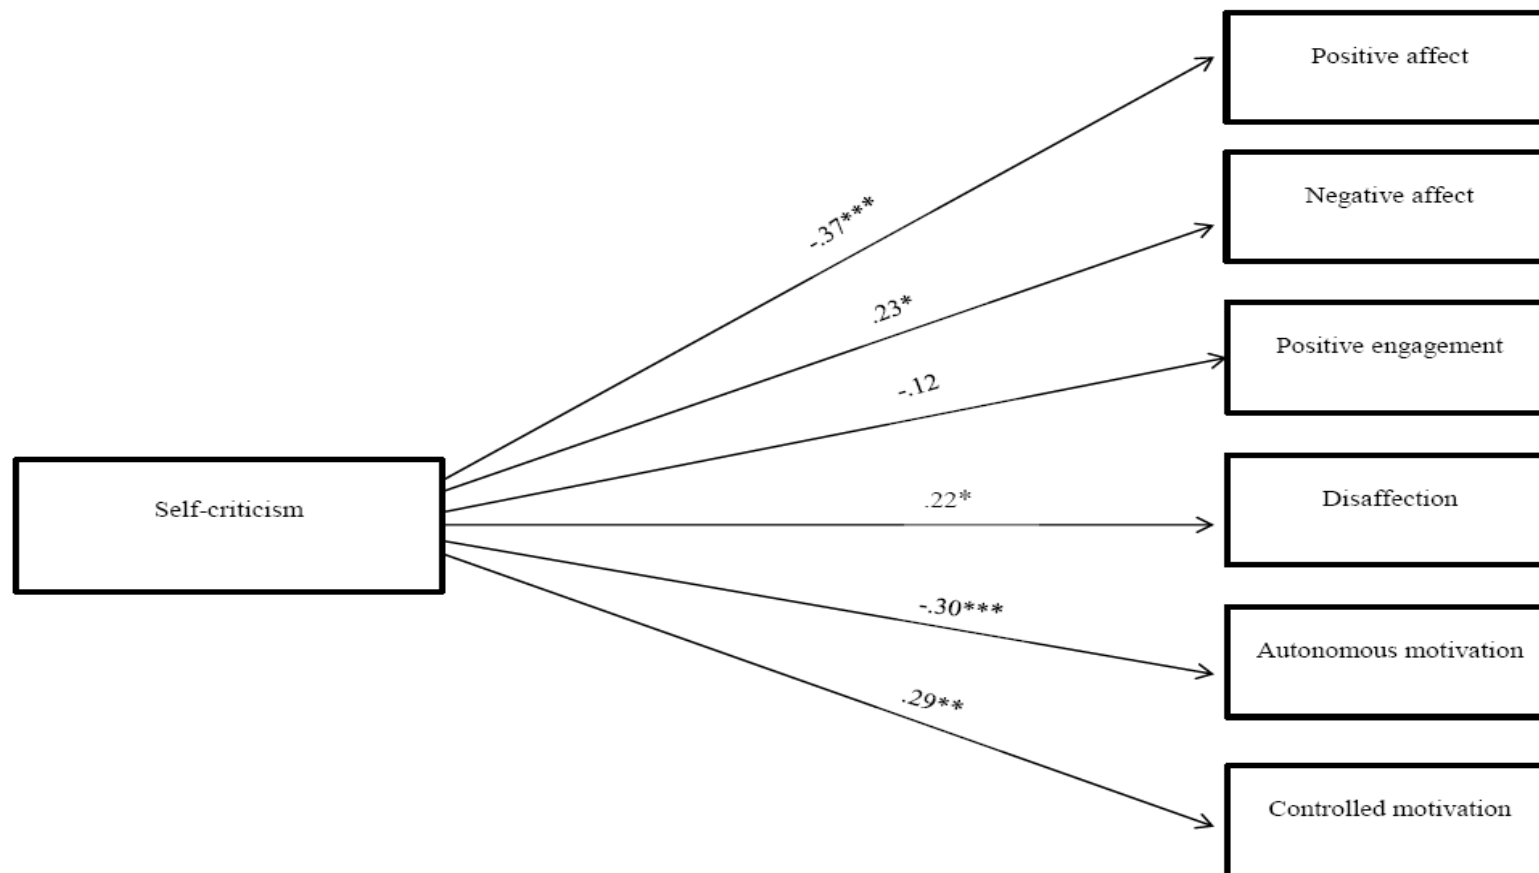 Positive affect
-.37***
Negative affect
.23*
Positive engagement
-.12
Self-criticism
.22*
Disaffection
-.30***
Autonomous motivation
.29**
Controlled motivation